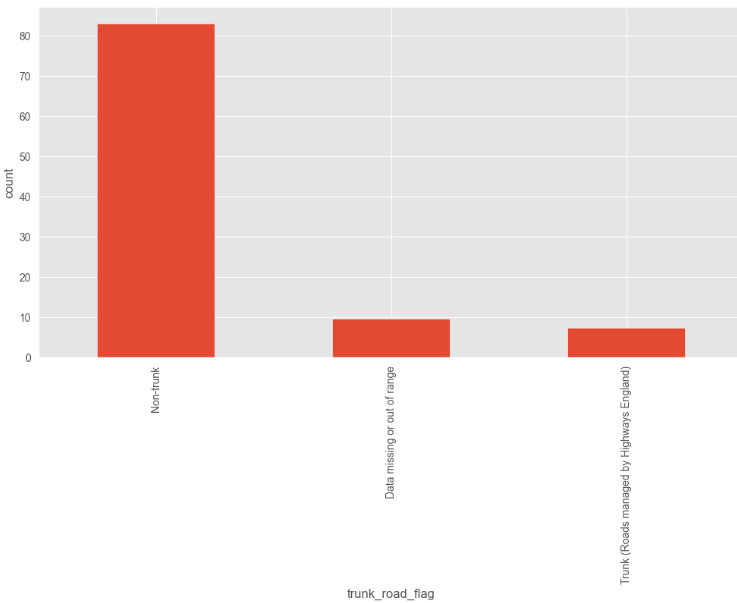 80
70
60
50
40
30
20
10
0
count
Non-trunk
Data missing or out of range
Trunk (Roads managed by Highways England)
trunk_road_flag